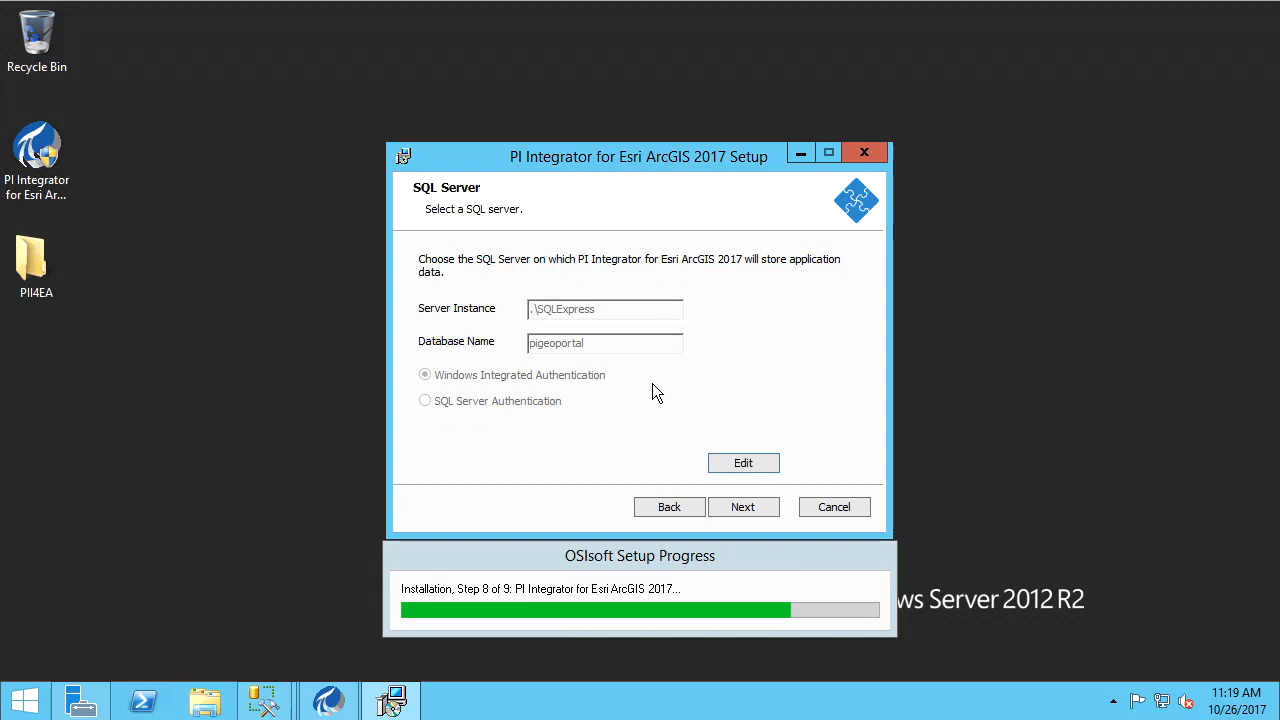 Recycle Bin
PI Integrator
for Esri Ar...
PII4EA
PI Integrator for Esri ArcGIS 2017 Setup
SQL Server
Select a SQL server.
Choose the SQL Server on which PI Integrator for Esri ArcGIS 2017 will store application
data.
Server Instance
.\SQLExpress
Database Name
pigeoportal
Windows Integrated Authentication
SQL Server Authentication
Edit
Back
Next
Cancel
OSIsoft Setup Progress
Installation, Step 8 of 9: PI Integrator for Esri ArcGIS 2017...
ws Server 2012 R2
11:19 AM
10/26/2017